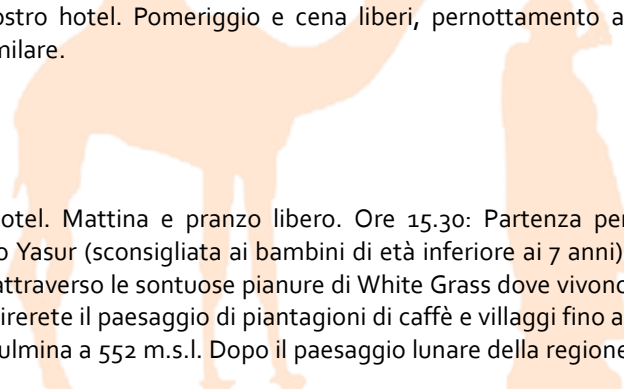 ostro hotel. Pomeriggio e cena liberi, pernottamento a
milare.
otel. Mattina e pranzo libero. Ore 15.30: Partenza per
o Yasur (sconsigliata ai bambini di età inferiore ai 7 anni)
attraverso le sontuose pianure di White Grass dove vivono
irerete il paesaggio di piantagioni di caffè e villaggi fino a
ulmina a 552 m.s.l. Dopo il paesaggio lunare della regione